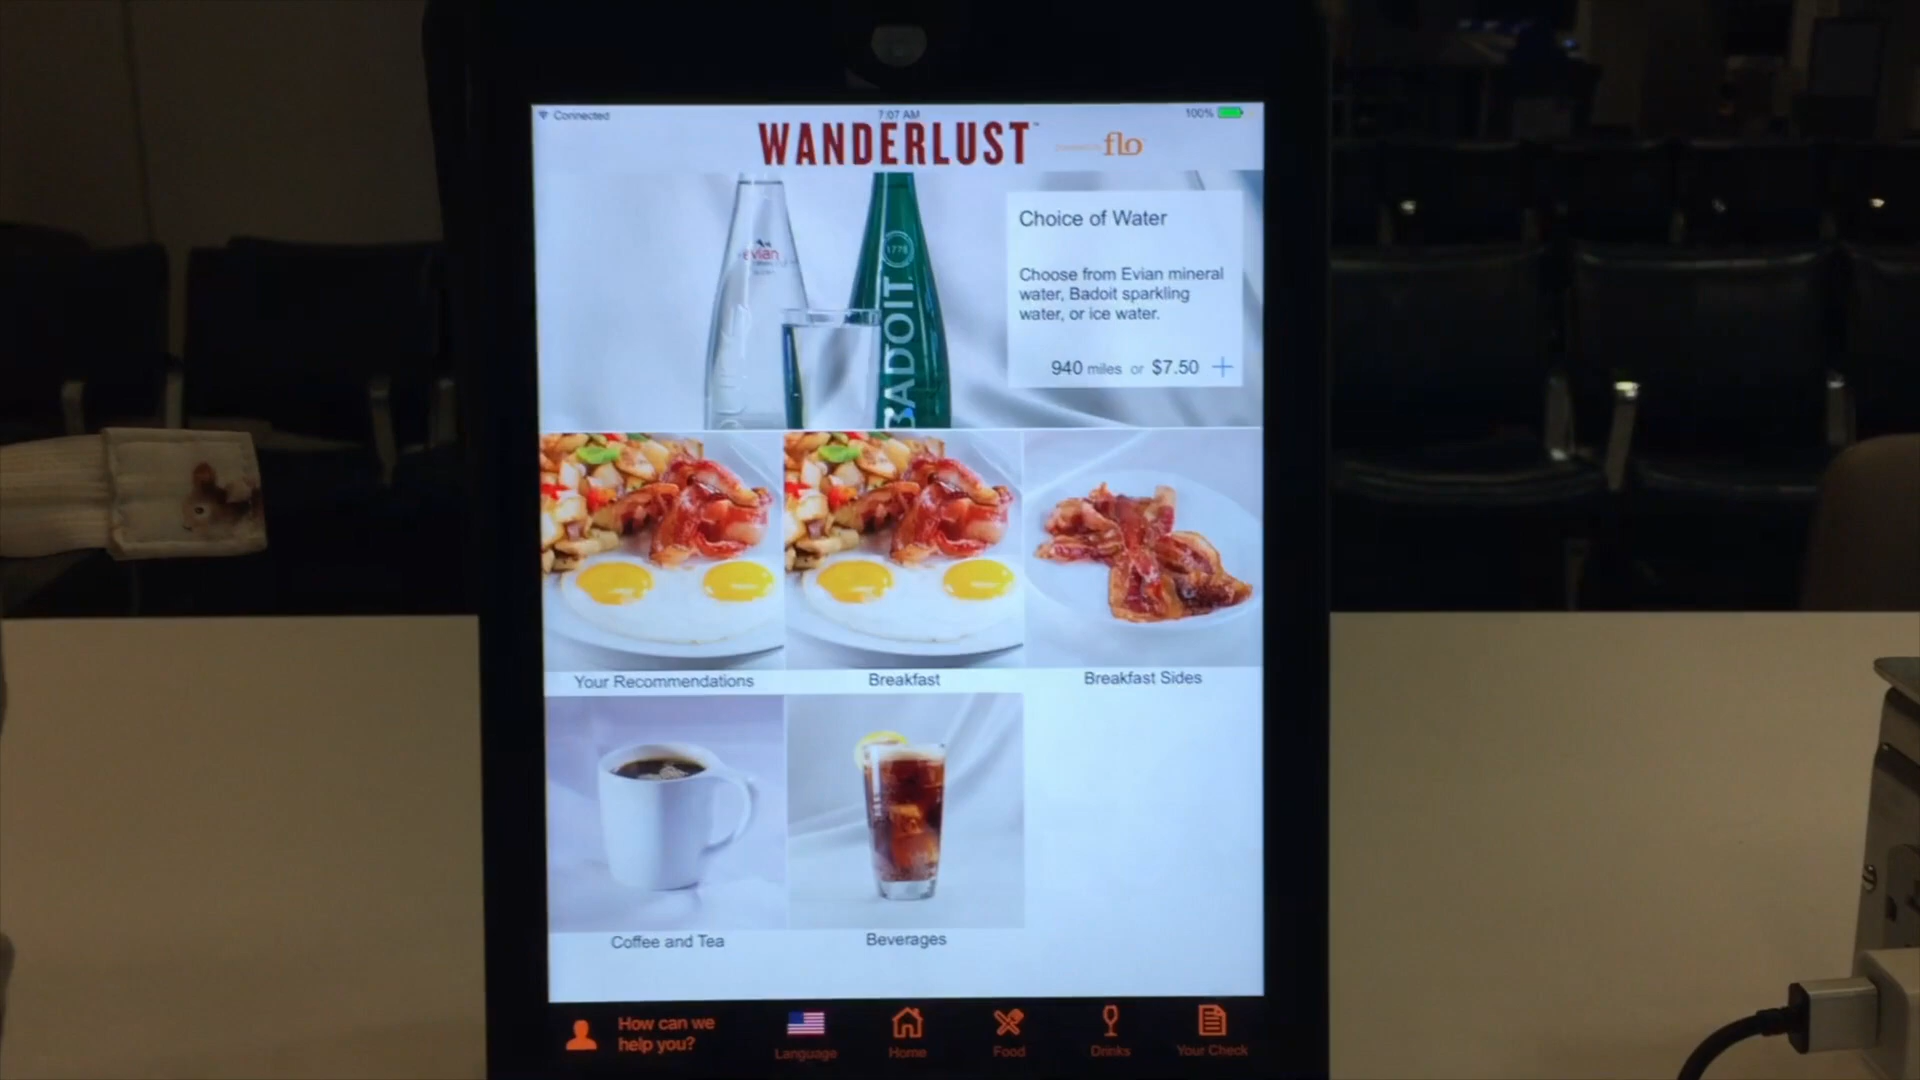 Connected
7:07 AM
100%
WANDERLUST
flo
evian
1778
BADOIT
Choice of Water
Choose from Evian mineral
water, Badoit sparkling
water, or ice water.
940 miles or $7.50 +
Your Recommendations
Breakfast
Breakfast Sides
Coffee and Tea
Beverages
How can we
help you?
Language
Home
Food
Drinks
Your Check